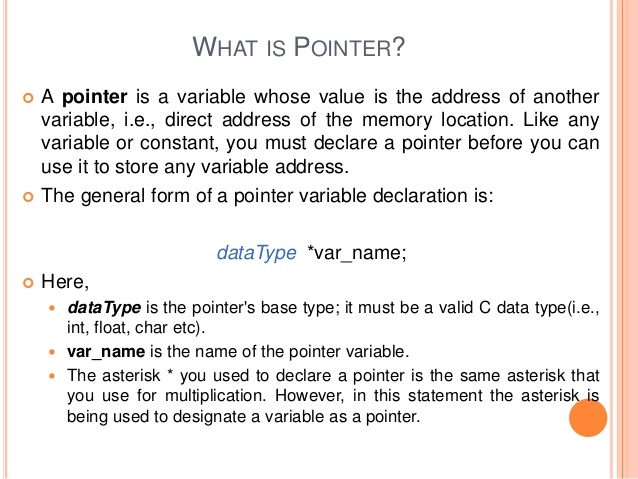 WHAT IS POINTER?
A pointer is a variable whose value is the address of another
variable, i.e., direct address of the memory location. Like any
variable or constant, you must declare a pointer before you can
use it to store any variable address.
The general form of a pointer variable declaration is:
dataType *var_name;
Here,
dataType is the pointer's base type; it must be a valid C data type(i.e.,
int, float, char etc).
var_name is the name of the pointer variable.
The asterisk * you used to declare a pointer is the same asterisk that
you use for multiplication. However, in this statement the asterisk is
being used to designate a variable as a pointer.